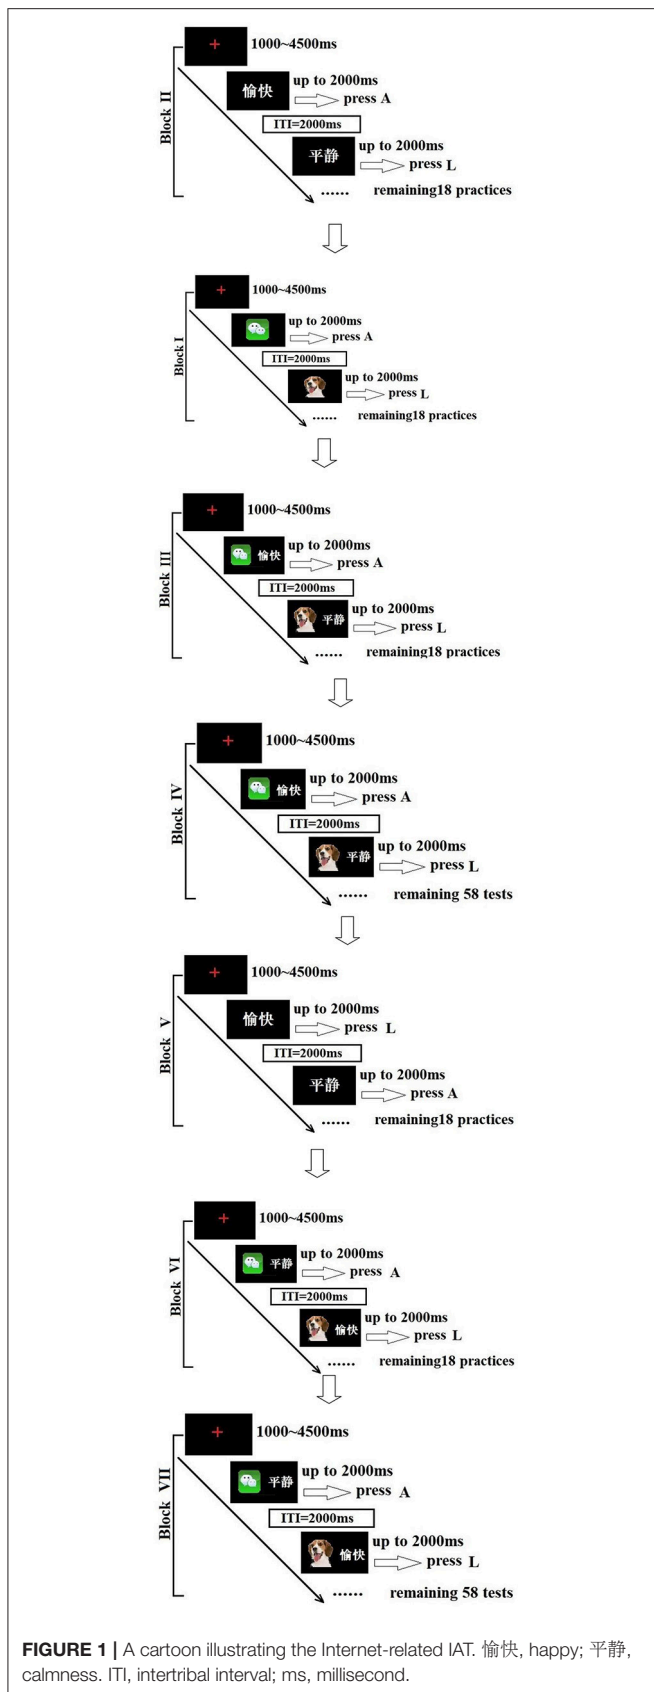 1000~4500ms
愉快
up to 2000ms
press A
ITI=2000ms
平静
up to 2000ms
press L
...... remaining18 practices
Block II
1000~4500ms
up to 2000ms
press A
ITI=2000ms
up to 2000ms
press L
...... remaining18 practices
Block I
1000~4500ms
愉快
up to 2000ms
press A
ITI=2000ms
平静
up to 2000ms
press L
...... remaining18 practices
Block III
1000~4500ms
愉快
up to 2000ms
press A
ITI=2000ms
平静
up to 2000ms
press L
...... remaining 58 tests
Block IV
1000~4500ms
愉快
up to 2000ms
press L
ITI=2000ms
平静
up to 2000ms
press A
...... remaining18 practices
Block V
1000~4500ms
平静
up to 2000ms
press A
ITI=2000ms
愉快
up to 2000ms
press L
...... remaining18 practices
Block VI
1000~4500ms
平静
up to 2000ms
press A
ITI=2000ms
愉快
up to 2000ms
press L
...... remaining 58 tests
Block VII
FIGURE 1 | A cartoon illustrating the Internet-related IAT. 愉快, happy; 平静,
calmness. ITI, intertribal interval; ms, millisecond.